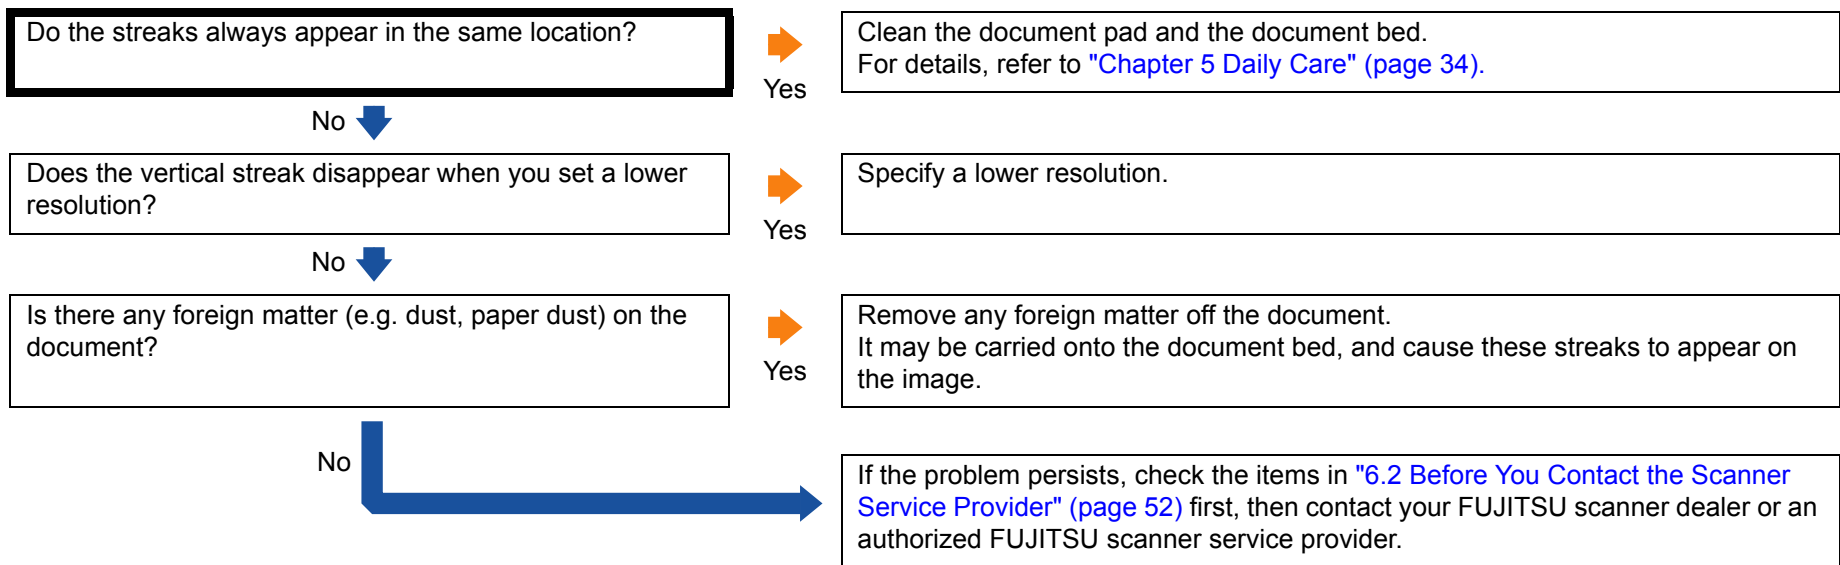 Do the streaks always appear in the same location?
Yes
Clean the document pad and the document bed.
For details, refer to "Chapter 5 Daily Care" (page 34).
No
Does the vertical streak disappear when you set a lower
resolution?
Yes
Specify a lower resolution.
No
Is there any foreign matter (e.g. dust, paper dust) on the
document?
Yes
Remove any foreign matter off the document.
It may be carried onto the document bed, and cause these streaks to appear on
the image.
No
If the problem persists, check the items in "6.2 Before You Contact the Scanner
Service Provider" (page 52) first, then contact your FUJITSU scanner dealer or an
authorized FUJITSU scanner service provider.